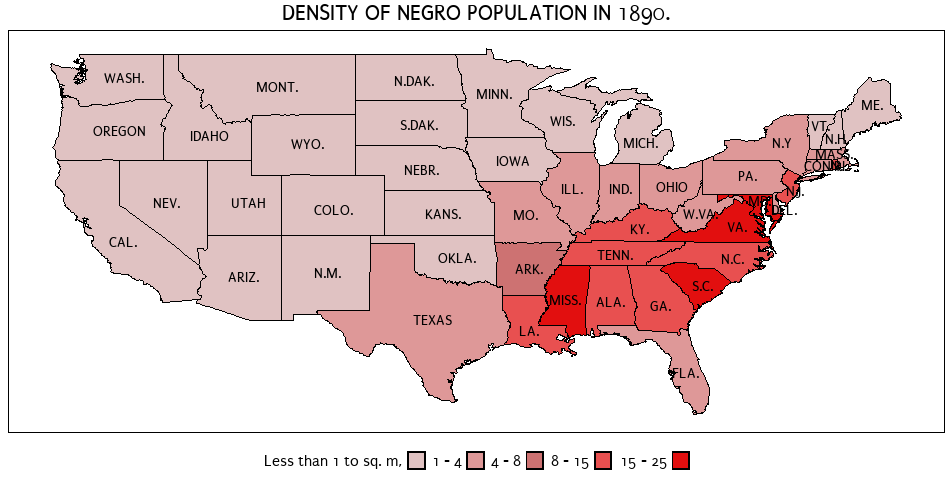 DENSITY OF NEGRO POPULATION IN 1890.
WASH.
MONT.
N.DAK.
MINN.
ME.
OREGON
IDAHO
S.DAK.
WIS.
VT.
N.H.
WYO.
MICH.
N.Y
MASS.
CONN.
IOWA
NEBR.
PA.
NEV.
UTAH
COLO.
ILL.
IND.
OHIO
N.J.
MD.
DEL.
KANS.
MO.
W.VA.
VA.
KY.
CAL.
ARIZ.
N.M.
OKLA.
ARK.
TENN.
N.C.
S.C.
TEXAS
LA.
MISS.
ALA.
GA.
FLA.
Less than 1 to sq. m, 1 - 4 4 - 8 8 - 15 15 - 25